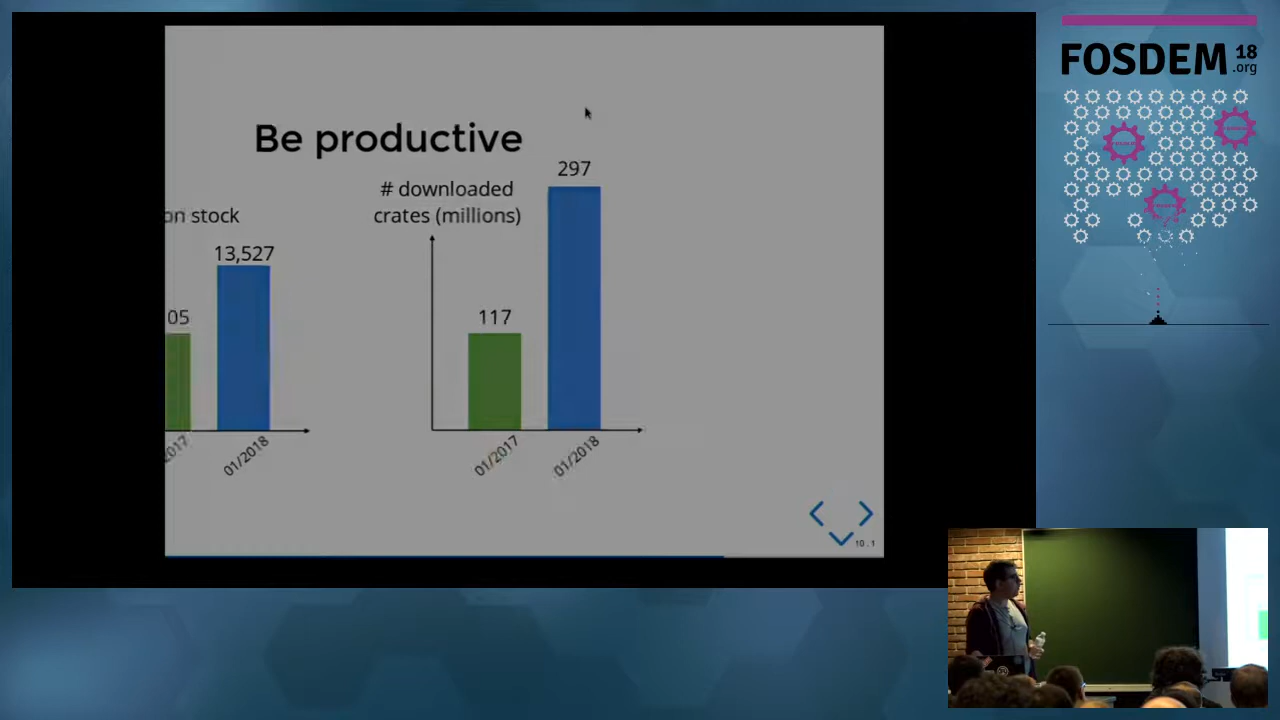 Be productive
on stock
13,527
05
2017
01/2018
# downloaded
crates (millions)
297
117
01/2017
01/2018
10.1
FOSDEM 18
.org